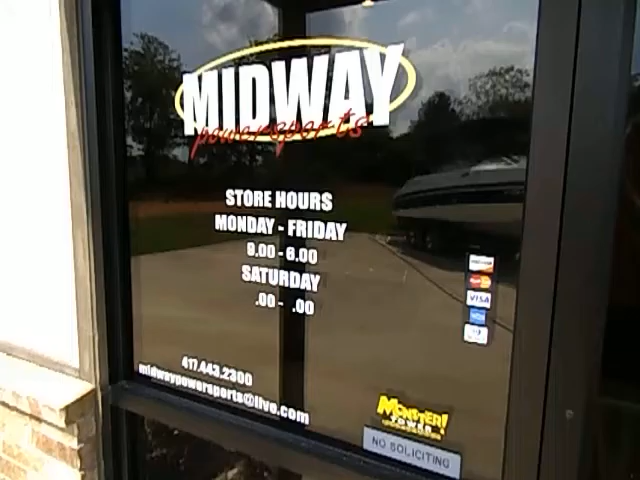 MIDWAY
powersports
STORE HOURS
MONDAY - FRIDAY
9.00 - 6.00
SATURDAY
.00 - .00
417.443.2300
midwaypowersports@live.com
VISA
MONSTER!
TOWER
NO SOLICITING